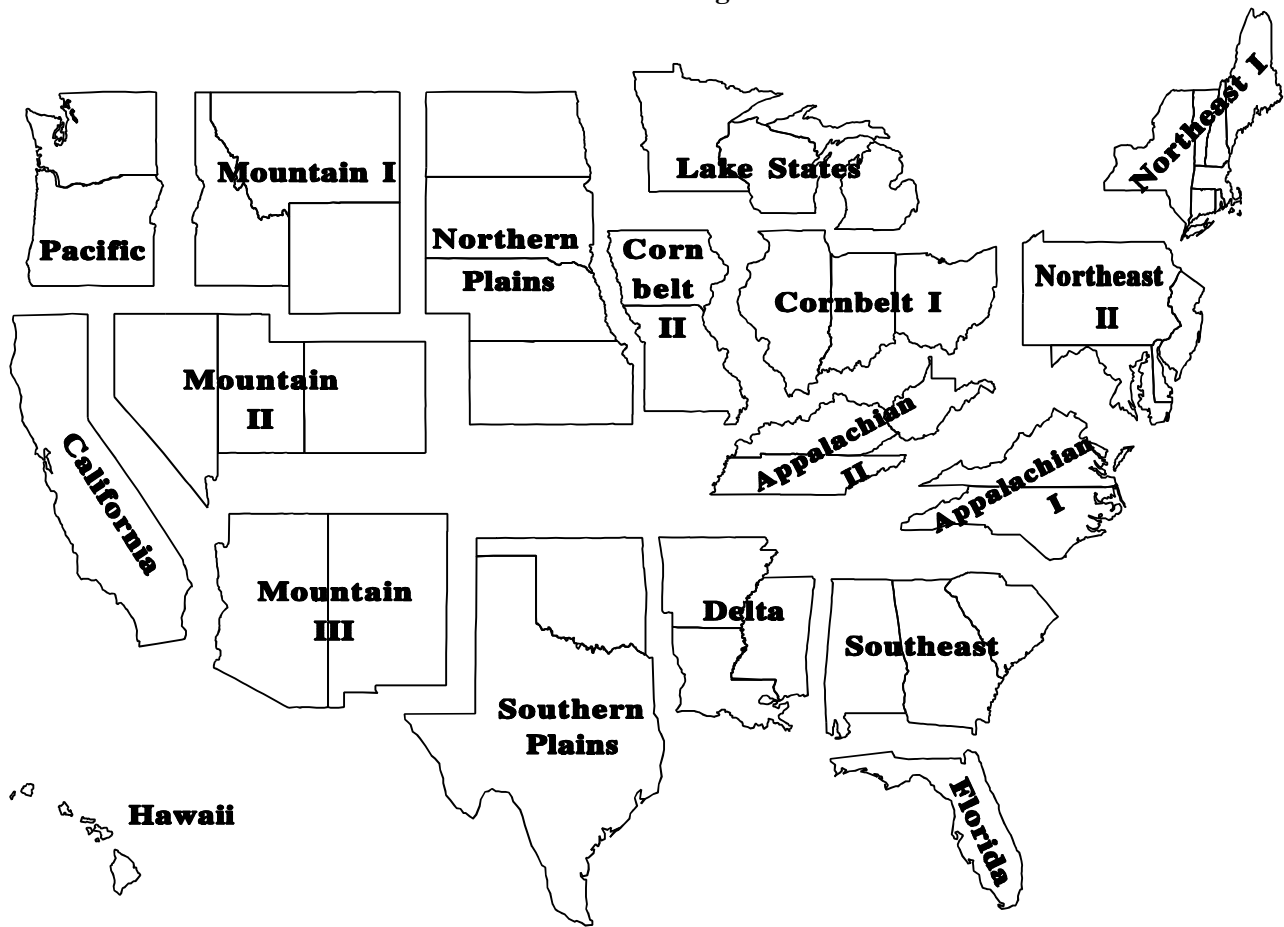 Northeast I
Mountain I
Lake States
Pacific
Northern
Plains
Corn
belt
II
Cornbelt I
Northeast
II
Mountain
II
California
Appalachian
II
Appalachian
I
Mountain
III
Delta
Southeast
Southern
Plains
Hawaii
Florida